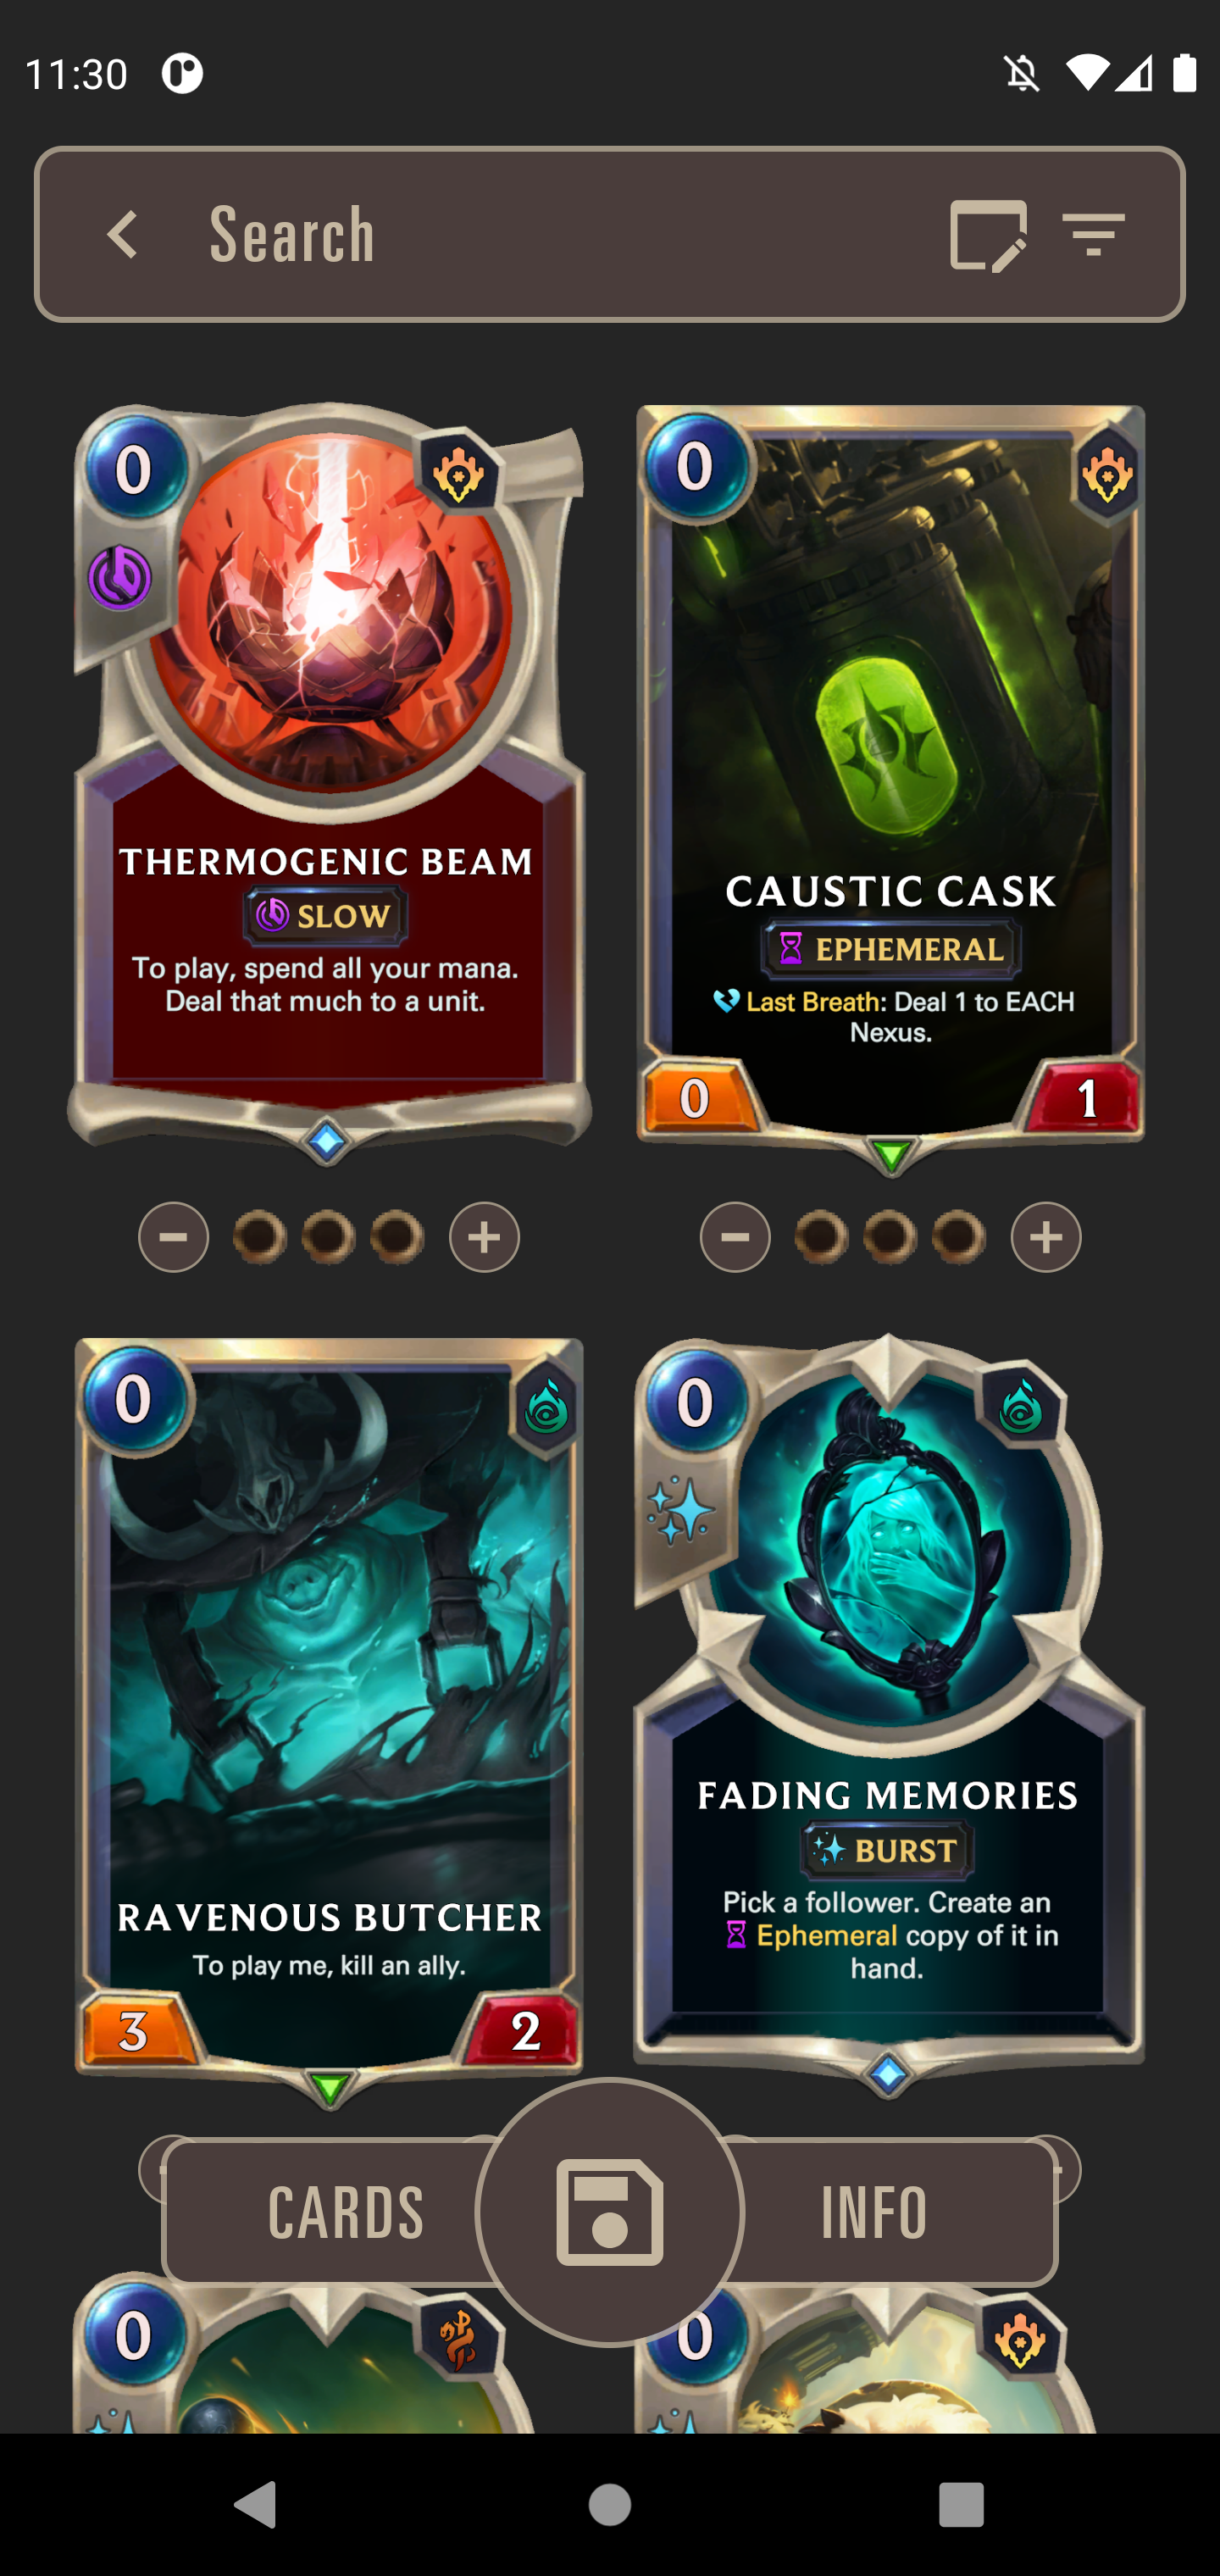 11:30
Search
0
0
THERMOGENIC BEAM
SLOW
To play, spend all your mana.
Deal that much to a unit.
CAUSTIC CASK
EPHEMERAL
Last Breath: Deal 1 to EACH
Nexus.
0
1
0
0
RAVENOUS BUTCHER
To play me, kill an ally.
3
2
FADING MEMORIES
BURST
Pick a follower. Create an
Ephemeral copy of it in
hand.
CARDS
INFO
0
0